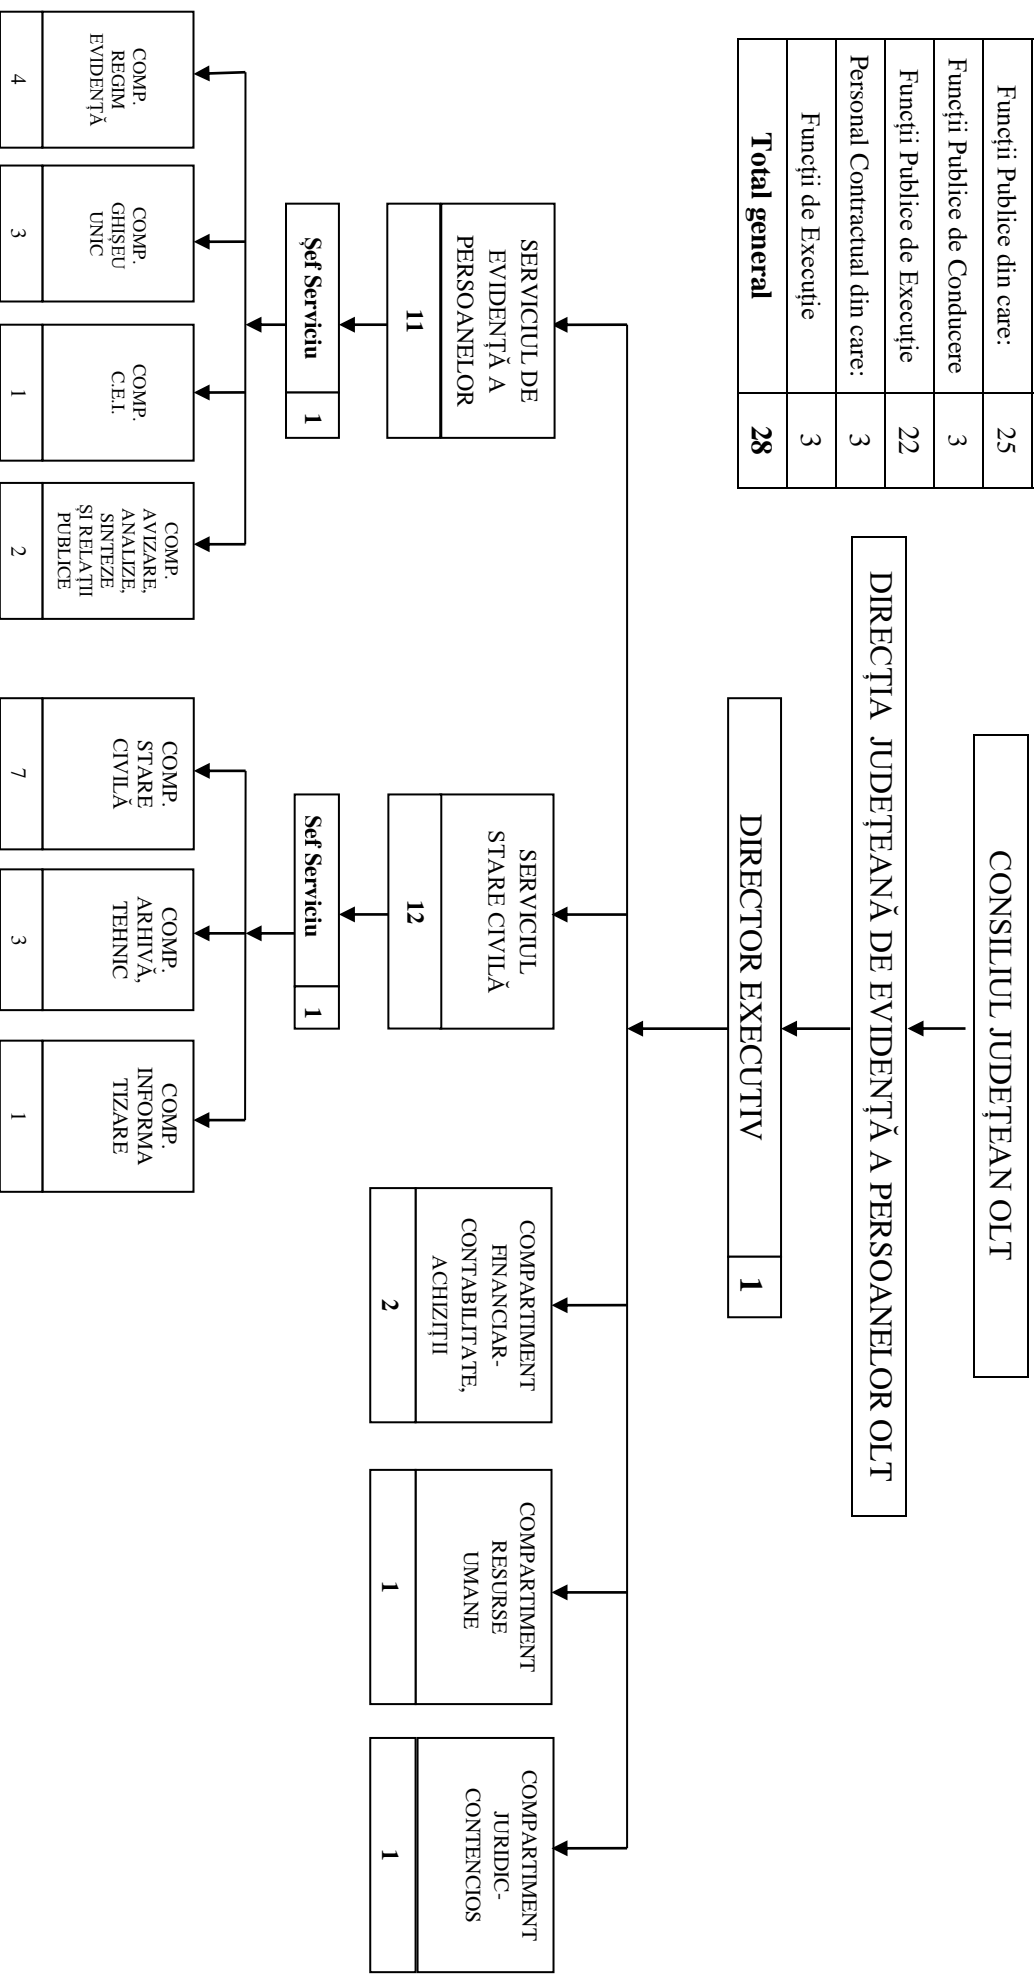 CONSILIUL JUDEȚEAN OLT
DIRECȚIA JUDEȚEANĂ DE EVIDENȚĂ A PERSOANELOR OLT
Funcții Publice din care: 25
Funcții Publice de Conducere 3
Funcții Publice de Execuție 22
Personal Contractual din care: 3
Funcții de Execuție 3
Total general 28
DIRECTOR EXECUTIV 1
SERVICIUL DE
EVIDENȚĂ A
PERSOANELOR
11
SERVICIUL
STARE CIVILĂ
12
COMPARTIMENT
FINANCIAR-
CONTABILITATE,
ACHIZIȚII
2
COMPARTIMENT
RESURSE
UMANE
1
COMPARTIMENT
JURIDIC-
CONTENCIOS
1
Șef Serviciu 1
Sef Serviciu 1
COMP.
REGIM
EVIDENȚĂ
4
COMP.
GHIȘEU
UNIC
3
COMP.
C.E.I.
1
COMP.
AVIZARE,
ANALIZE,
SINTEZE
ȘI RELAȚII
PUBLICE
2
COMP.
STARE
CIVILĂ
7
COMP.
ARHIVĂ,
TEHNIC
3
COMP.
INFORMA
TIZARE
1